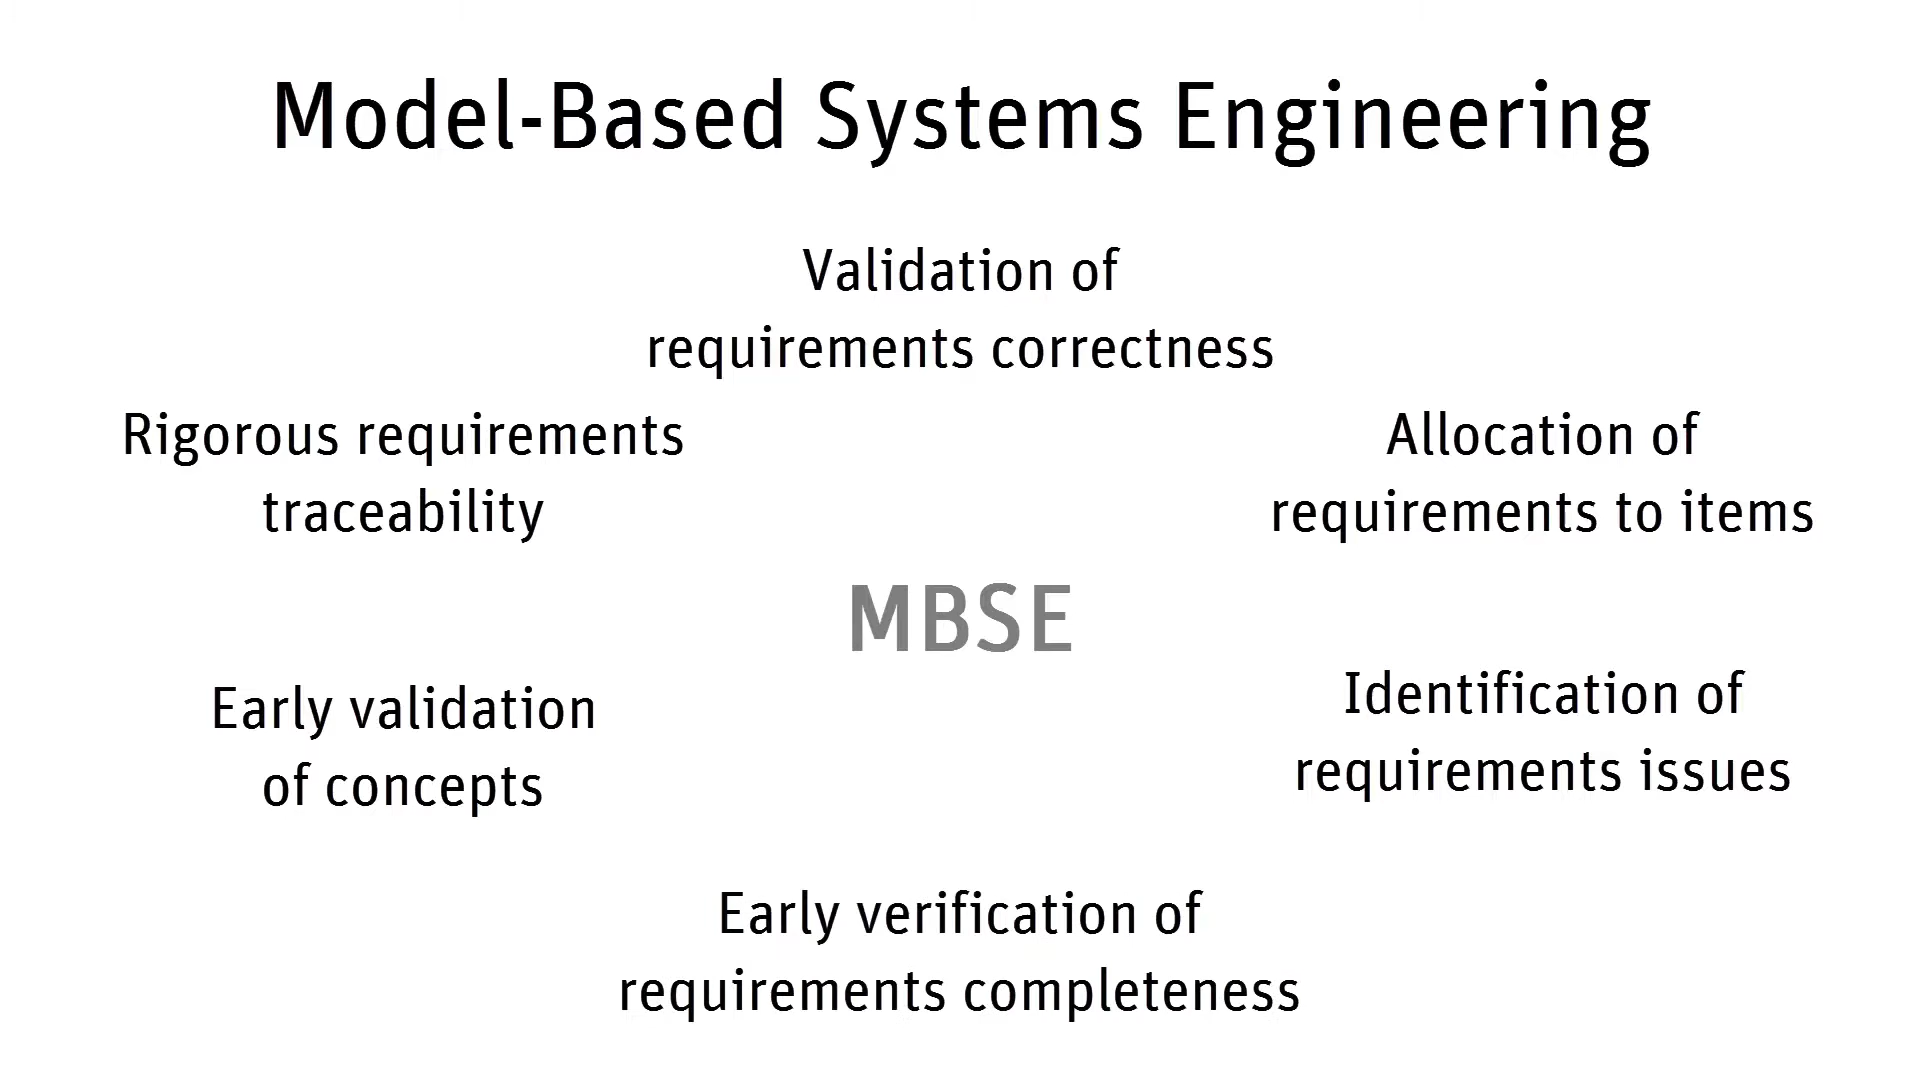 Model-Based Systems Engineering
Validation of
requirements correctness
Rigorous requirements
traceability
Allocation of
requirements to items
MBSE
Early validation
of concepts
Identification of
requirements issues
Early verification of
requirements completeness